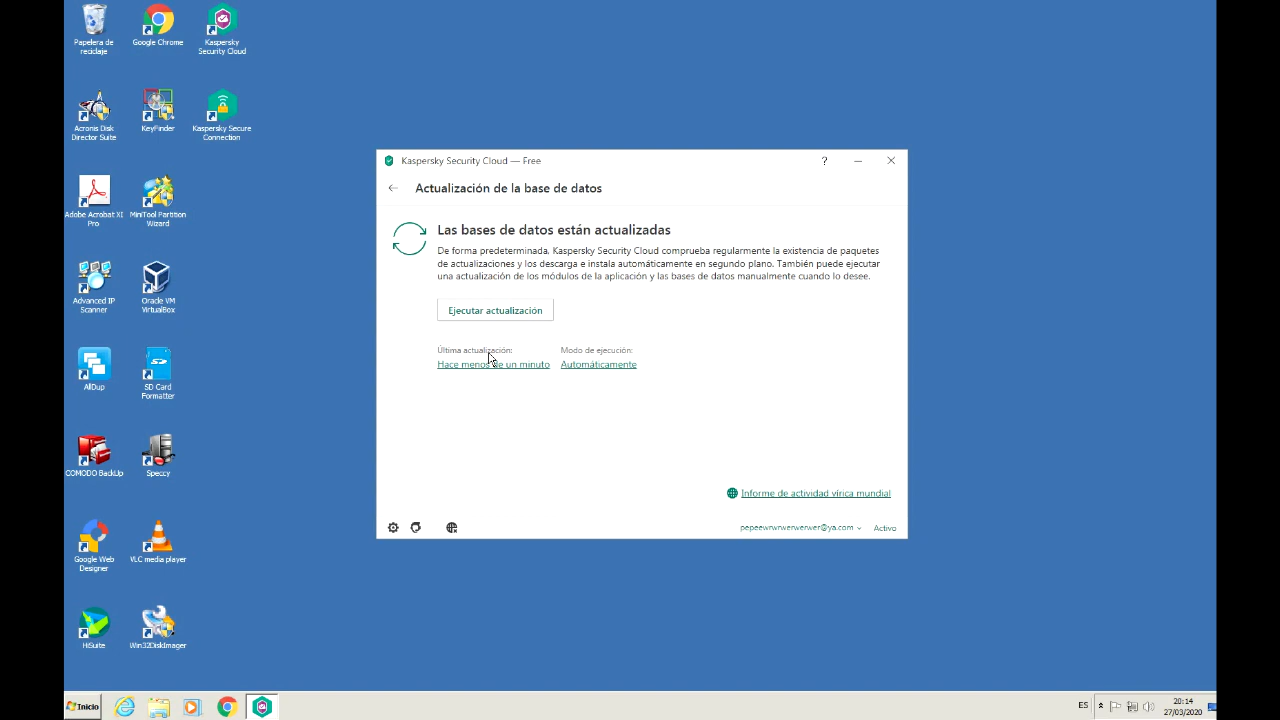 Papelera de
reciclaje
Google Chrome
Kaspersky
Security Cloud
Acronis Disk
Director Suite
KeyFinder
Kaspersky Secure
Connection
Adobe Acrobat XI
Pro
MiniTool Partition
Wizard
Advanced IP
Scanner
Oracle VM
VirtualBox
AllDup
SD Card
Formatter
COMODO BackUp
Speccy
Google Web
Designer
VLC media player
HiSuite
Win32DiskImager
Kaspersky Security Cloud — Free
?
Actualización de la base de datos
Las bases de datos están actualizadas
De forma predeterminada, Kaspersky Security Cloud comprueba regularmente la existencia de paquetes
de actualizaciones y los descarga e instala automáticamente en segundo plano. También puede ejecutar
una actualización de los módulos de la aplicación y las bases de datos manualmente cuando lo desee.
Ejecutar actualización
Última actualización: Modo de ejecución:
Hace menos de un minuto Automáticamente
Informe de actividad vírica mundial
pepeewrwrwerwerwer@ya.com Activo
Inicio
ES
20:14
27/03/2020